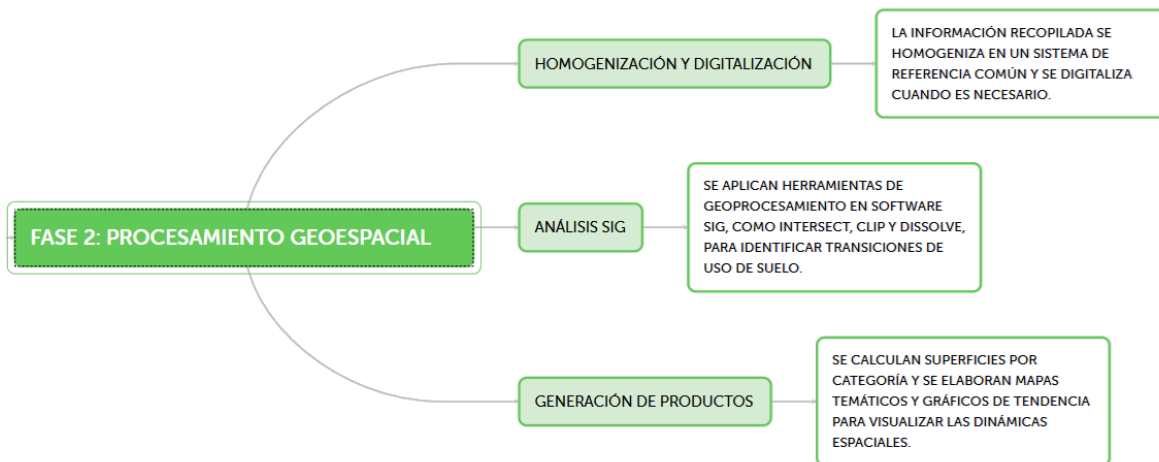 FASE 2: PROCESAMIENTO GEOESPACIAL
HOMOGENIZACIÓN Y DIGITALIZACIÓN
LA INFORMACIÓN RECOPILADA SE
HOMOGENIZA EN UN SISTEMA DE
REFERENCIA COMÚN Y SE DIGITALIZA
CUANDO ES NECESARIO.
ANÁLISIS SIG
SE APLICAN HERRAMIENTAS DE
GEOPROCESAMIENTO EN SOFTWARE
SIG, COMO INTERSECT, CLIP Y DISSOLVE,
PARA IDENTIFICAR TRANSICIONES DE
USO DE SUELO.
GENERACIÓN DE PRODUCTOS
SE CALCULAN SUPERFICIES POR
CATEGORÍA Y SE ELABORAN MAPAS
TEMÁTICOS Y GRÁFICOS DE TENDENCIA
PARA VISUALIZAR LAS DINÁMICAS
ESPACIALES.